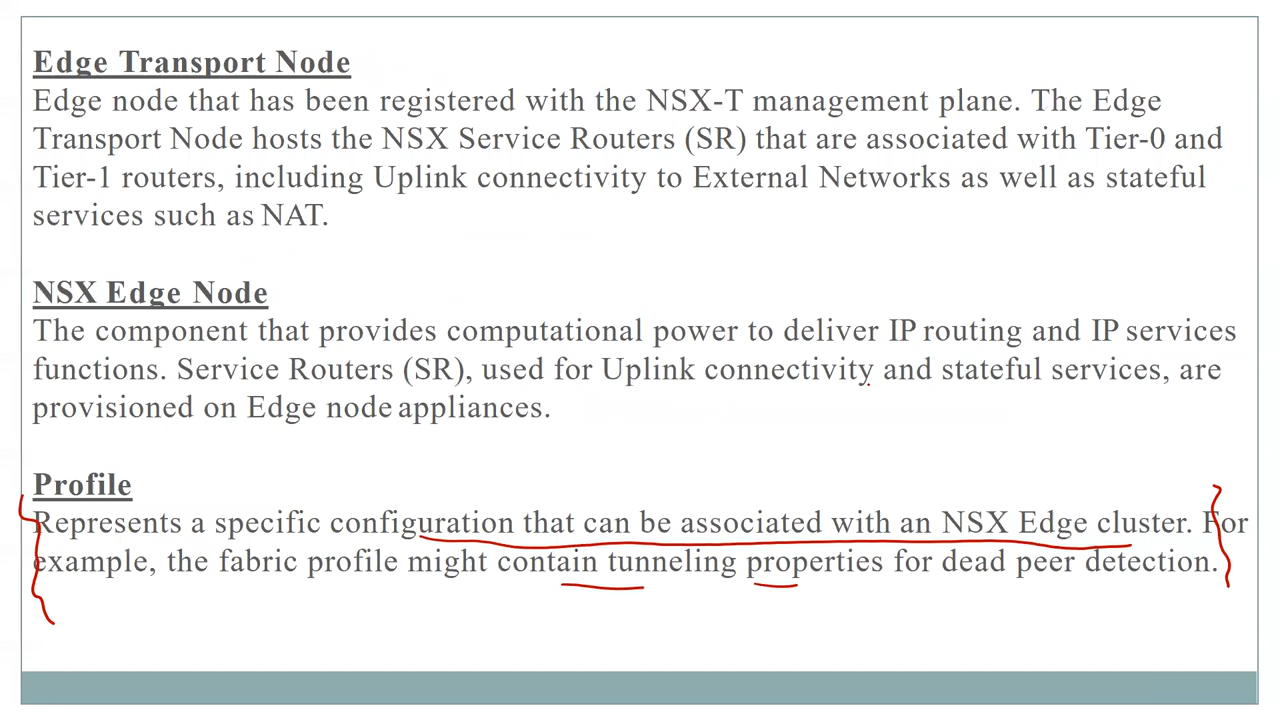 Edge Transport Node
Edge node that has been registered with the NSX-T management plane. The Edge
Transport Node hosts the NSX Service Routers (SR) that are associated with Tier-0 and
Tier-1 routers, including Uplink connectivity to External Networks as well as stateful
services such as NAT.
NSX Edge Node
The component that provides computational power to deliver IP routing and IP services
functions. Service Routers (SR), used for Uplink connectivity and stateful services, are
provisioned on Edge node appliances.
Profile
Represents a specific configuration that can be associated with an NSX Edge cluster. For
example, the fabric profile might contain tunneling properties for dead peer detection.